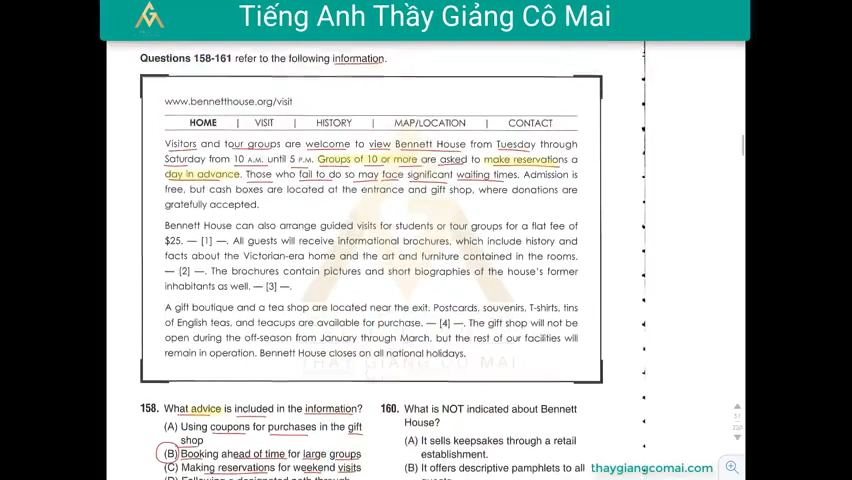 Tiếng Anh Thầy Giảng Cô Mai
Questions 158-161 refer to the following information.
www.bennetthouse.org/visit
HOME | VISIT | HISTORY | MAP/LOCATION | CONTACT
Visitors and tour groups are welcome to view Bennett House from Tuesday through
Saturday from 10 A.M. until 5 P.M. Groups of 10 or more are asked to make reservations a
day in advance. Those who fail to do so may face significant waiting times. Admission is
free, but cash boxes are located at the entrance and gift shop, where donations are
gratefully accepted.
Bennett House can also arrange guided visits for students or tour groups for a flat fee of
$25. — [1] —. All guests will receive informational brochures, which include history and
facts about the Victorian-era home and the art and furniture contained in the rooms.
— [2] —. The brochures contain pictures and short biographies of the house's former
inhabitants as well. — [3] —.
A gift boutique and a tea shop are located near the exit. Postcards, souvenirs, T-shirts, tins
of English teas, and teacups are available for purchase. — [4] —. The gift shop will not be
open during the off-season from January through March, but the rest of our facilities will
remain in operation. Bennett House closes on all national holidays.
THẦY GIẢNG CÔ MAI
158. What advice is included in the information?
(A) Using coupons for purchases in the gift
shop
(B) Booking ahead of time for large groups
(C) Making reservations for weekend visits
(D) Following a designated path through
160. What is NOT indicated about Bennett
House?
(A) It sells keepsakes through a retail
establishment.
(B) It offers descriptive pamphlets to all
guests.
thaygiangcomai.com